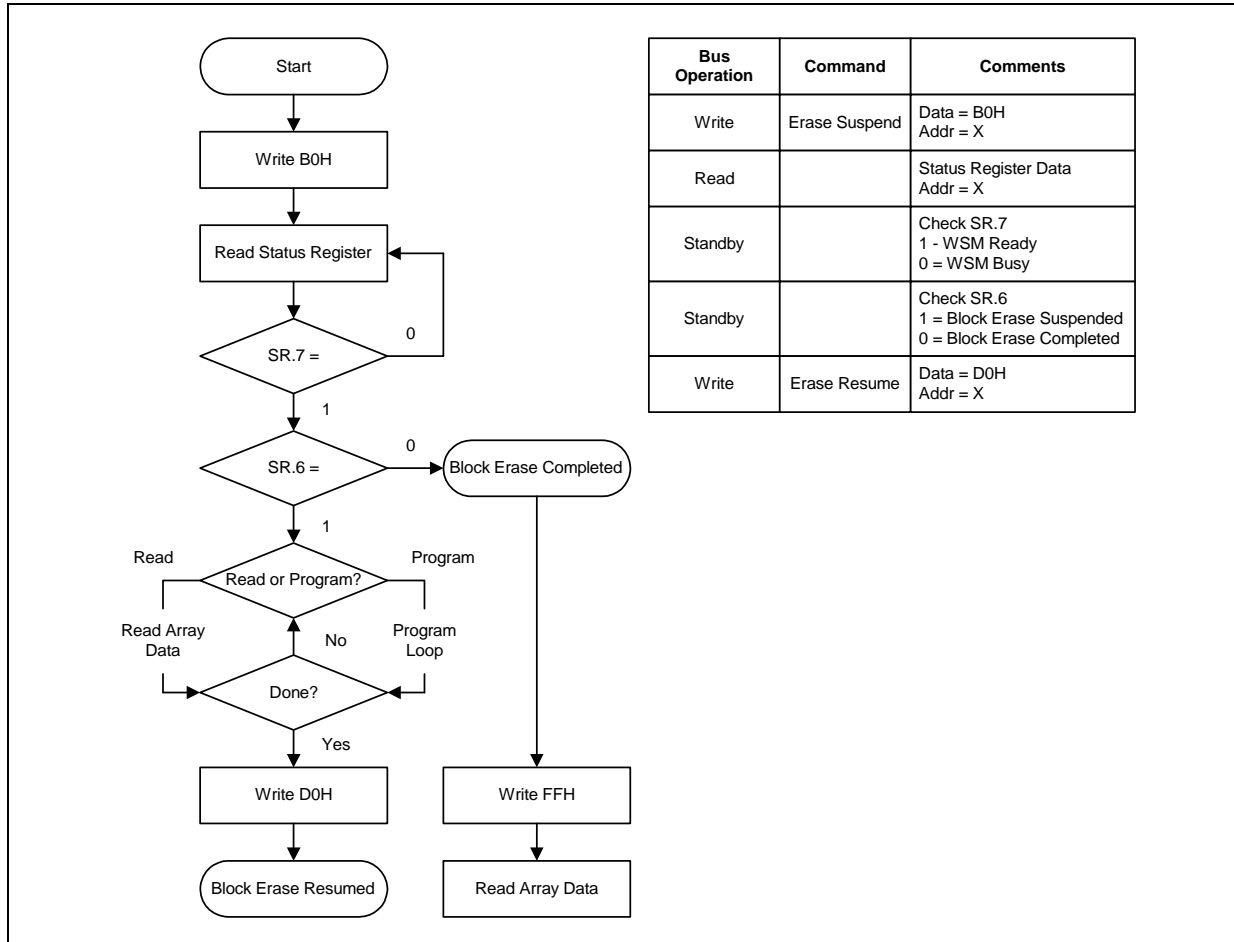 Start
Write B0H
Read Status Register
0
SR.7 =
1
0
SR.6 =
Block Erase Completed
1
Read
Program
Read or Program?
Read Array
Data
No
Program
Loop
Done?
Yes
Write D0H
Write FFH
Block Erase Resumed
Read Array Data
Bus
Operation
Command
Comments
Write
Erase Suspend
Data = B0H
Addr = X
Read
Status Register Data
Addr = X
Standby
Check SR.7
1 - WSM Ready
0 = WSM Busy
Standby
Check SR.6
1 = Block Erase Suspended
0 = Block Erase Completed
Write
Erase Resume
Data = D0H
Addr = X